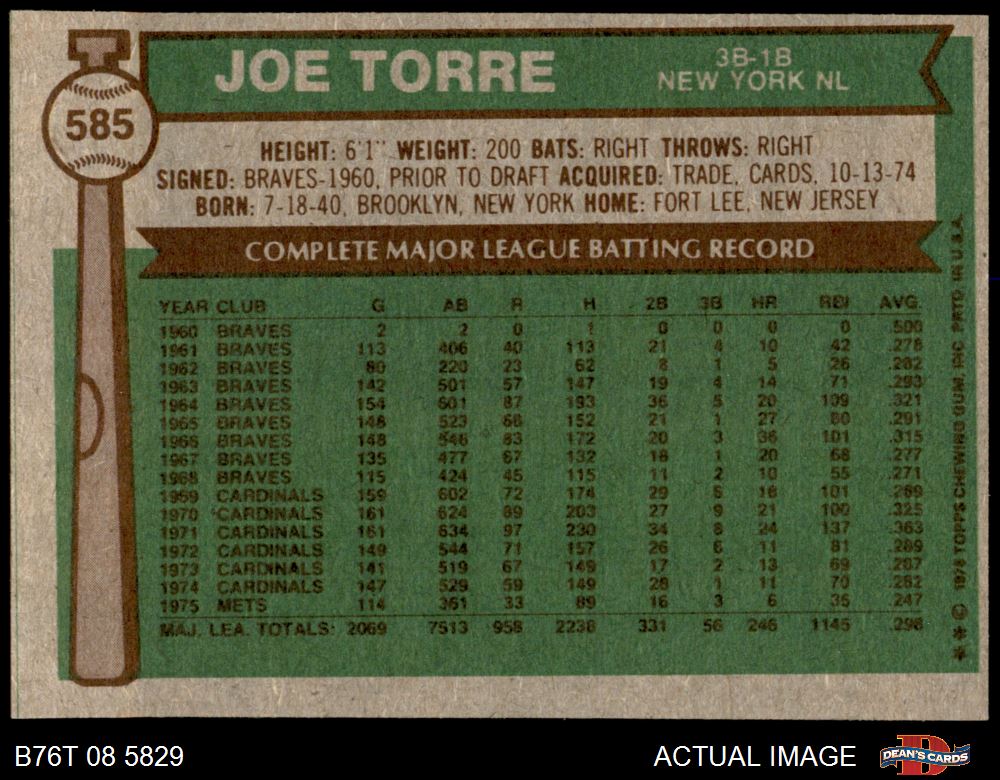 JOE TORRE
3B-1B
NEW YORK NL
585
HEIGHT: 6'1" WEIGHT: 200 BATS: RIGHT THROWS: RIGHT
SIGNED: BRAVES-1960, PRIOR TO DRAFT ACQUIRED: TRADE, CARDS, 10-13-74
BORN: 7-18-40, BROOKLYN, NEW YORK HOME: FORT LEE, NEW JERSEY
COMPLETE MAJOR LEAGUE BATTING RECORD
YEAR CLUB G AB R H 2B 3B HR RBI AVG.
1960 BRAVES 2 2 0 1 0 0 0 0 .500
1961 BRAVES 113 406 40 113 21 4 10 42 .278
1962 BRAVES 80 220 23 62 8 1 5 26 .282
1963 BRAVES 142 501 57 147 19 4 14 71 .293
1964 BRAVES 154 601 87 193 36 5 20 109 .321
1965 BRAVES 148 523 68 152 21 1 27 80 .291
1966 BRAVES 148 546 83 172 20 3 36 101 .315
1967 BRAVES 135 477 67 132 18 1 20 68 .277
1968 BRAVES 115 424 45 115 11 2 10 55 .271
1969 CARDINALS 159 602 72 174 29 6 18 101 .289
1970 CARDINALS 161 624 89 203 27 9 21 100 .325
1971 CARDINALS 161 634 97 230 34 8 24 137 .363
1972 CARDINALS 149 544 71 157 26 6 11 81 .289
1973 CARDINALS 141 519 67 149 17 2 13 69 .287
1974 CARDINALS 147 529 59 149 28 1 11 70 .282
1975 METS 114 361 33 89 16 3 6 35 .247
MAJ. LEA. TOTALS: 2069 7513 958 2238 331 56 246 1145 .298
** © 1976 TOPPS CHEWING GUM, INC. PRTD. IN U.S.A.
B76T 08 5829
ACTUAL IMAGE
DEAN'S CARDS